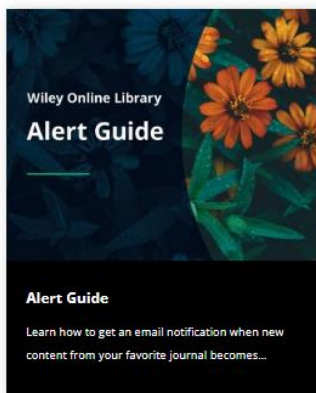 Wiley Online Library
Alert Guide
Alert Guide
Learn how to get an email notification when new
content from your favorite journal becomes...